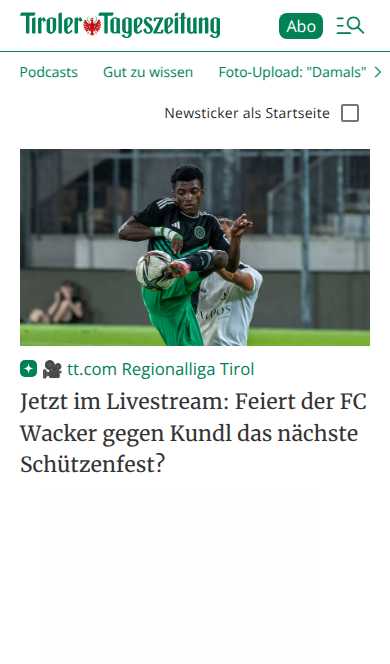 Tiroler Tageszeitung
Abo
Podcasts Gut zu wissen Foto-Upload: "Damals"
Newsticker als Startseite
tt.com Regionalliga Tirol
Jetzt im Livestream: Feiert der FC
Wacker gegen Kundl das nächste
Schützenfest?